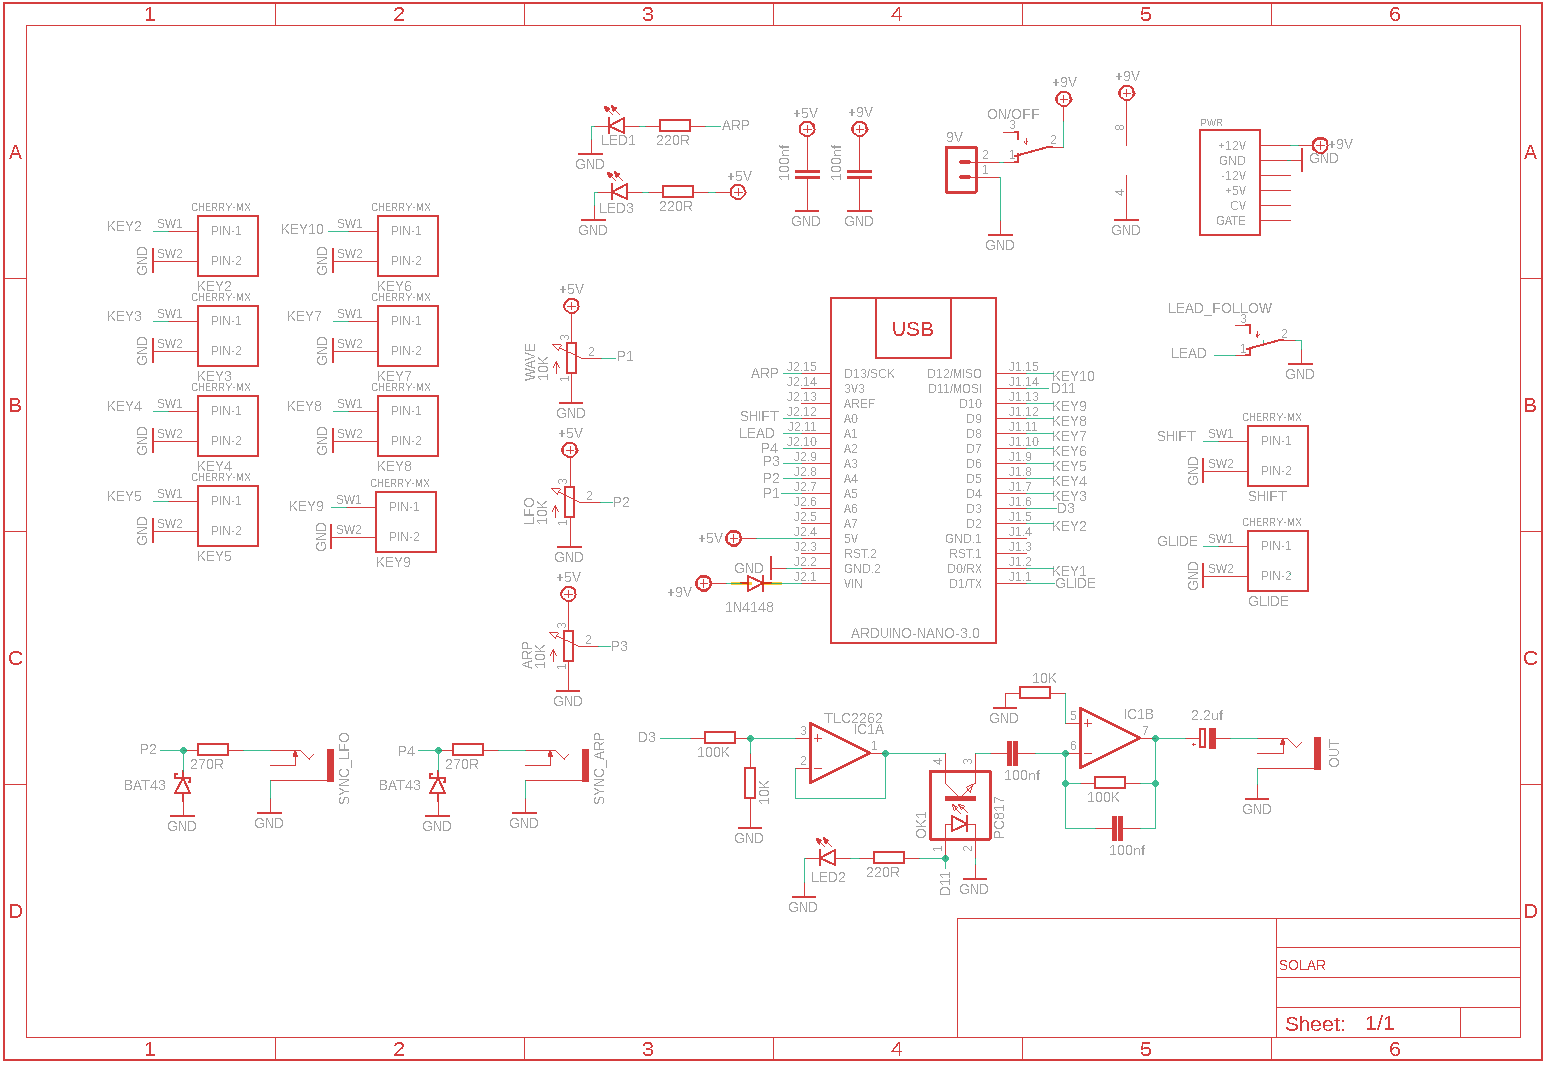 1 2 3 4 5 6
A A
B B
C C
D D
1 2 3 4 5 6
KEY2 SW1 CHERRY-MX PIN-1
GND SW2 PIN-2
KEY2
KEY3 SW1 CHERRY-MX PIN-1
GND SW2 PIN-2
KEY3
KEY4 SW1 CHERRY-MX PIN-1
GND SW2 PIN-2
KEY4
KEY5 SW1 CHERRY-MX PIN-1
GND SW2 PIN-2
KEY5
KEY10 SW1 CHERRY-MX PIN-1
GND SW2 PIN-2
KEY6
KEY7 SW1 CHERRY-MX PIN-1
GND SW2 PIN-2
KEY7
KEY8 SW1 CHERRY-MX PIN-1
GND SW2 PIN-2
KEY8
KEY9 SW1 CHERRY-MX PIN-1
GND SW2 PIN-2
KEY9
LED1 220R ARP
GND
LED3 220R +5V
GND
+5V
100nf
GND
+9V
100nf
GND
9V 2 1
ON/OFF 3 1 2 +9V
GND
+9V
8
4
GND
PWR
+12V +9V
GND GND
-12V
+5V
CV
GATE
+5V
WAVE 10K 3 2 1 P1
GND
+5V
LFO 10K 3 2 1 P2
GND
+5V
ARP 10K 3 2 1 P3
GND
USB
ARP J2.15 D13/SCK D12/MISO J1.15 KEY10
J2.14 3V3 D11/MOSI J1.14 D11
J2.13 AREF D10 J1.13 KEY9
SHIFT J2.12 A0 D9 J1.12 KEY8
LEAD J2.11 A1 D8 J1.11 KEY7
P4 J2.10 A2 D7 J1.10 KEY6
P3 J2.9 A3 D6 J1.9 KEY5
P2 J2.8 A4 D5 J1.8 KEY4
P1 J2.7 A5 D4 J1.7 KEY3
J2.6 A6 D3 J1.6 D3
J2.5 A7 D2 J1.5 KEY2
+5V J2.4 5V GND.1 J1.4
J2.3 RST.2 RST.1 J1.3
GND J2.2 GND.2 D0/RX J1.2 KEY1
+9V 1N4148 J2.1 VIN D1/TX J1.1 GLIDE
ARDUINO-NANO-3.0
LEAD_FOLLOW
LEAD 3 1 2
GND
SHIFT SW1 CHERRY-MX PIN-1
GND SW2 PIN-2
SHIFT
GLIDE SW1 CHERRY-MX PIN-1
GND SW2 PIN-2
GLIDE
P2 270R SYNC_LFO
BAT43
GND GND
P4 270R SYNC_ARP
BAT43
GND GND
D3 100K
10K
GND
TLC2262
IC1A
3 + 1
2 -
OK1 4 3 1 2 PC817
LED2 220R D11 GND
GND
100nf
10K
GND
IC1B
5 + 7
6 -
100K
100nf
2.2uf
+
OUT
GND
SOLAR
Sheet: 1/1